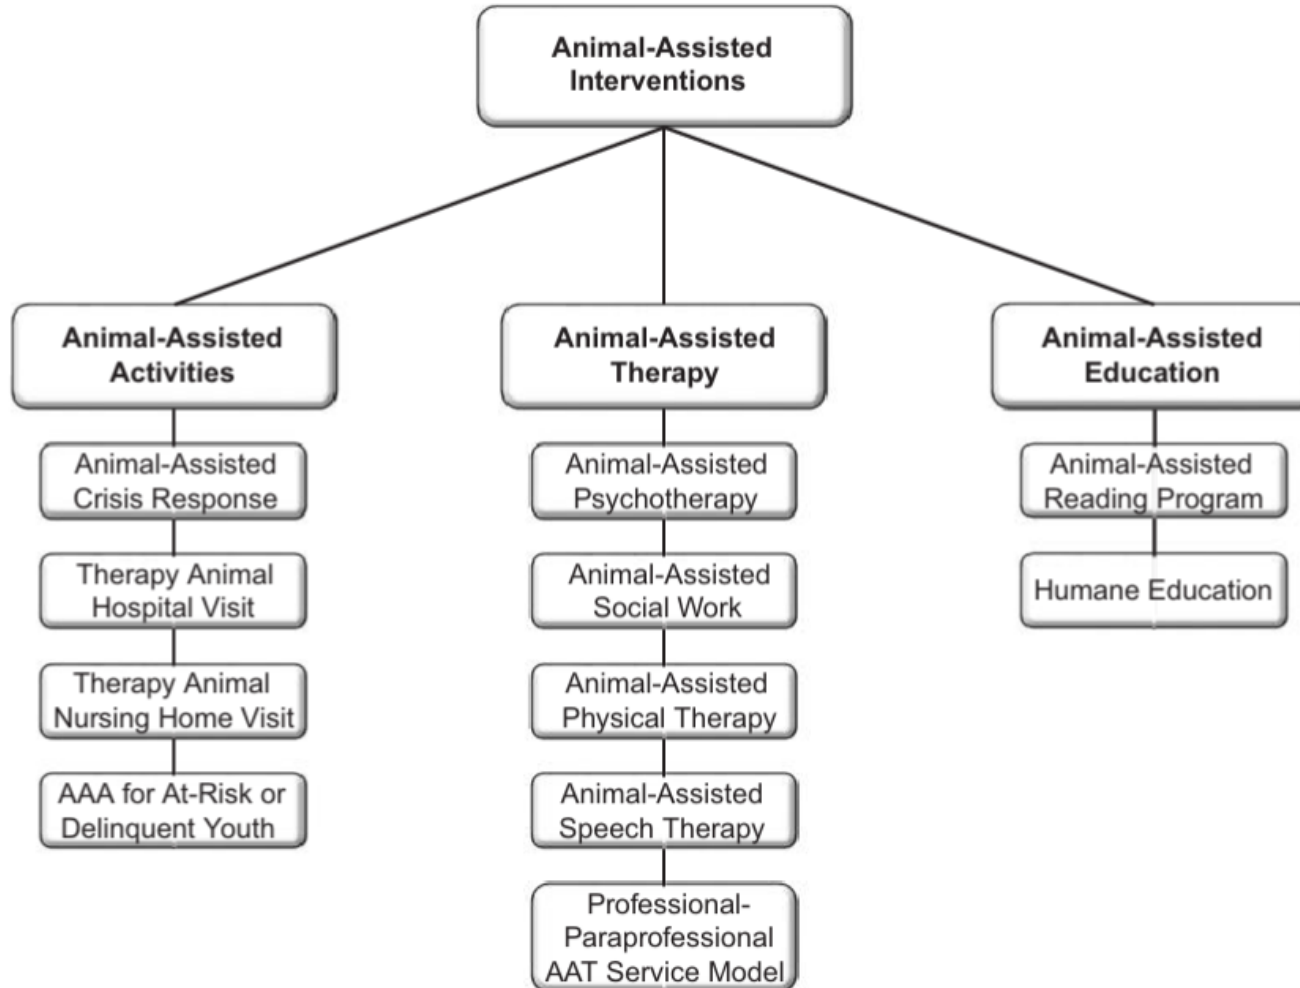 Animal-Assisted
Interventions
Animal-Assisted
Activities
Animal-Assisted
Crisis Response
Therapy Animal
Hospital Visit
Therapy Animal
Nursing Home Visit
AAA for At-Risk or
Delinquent Youth
Animal-Assisted
Therapy
Animal-Assisted
Psychotherapy
Animal-Assisted
Social Work
Animal-Assisted
Physical Therapy
Animal-Assisted
Speech Therapy
Professional-
Paraprofessional
AAT Service Model
Animal-Assisted
Education
Animal-Assisted
Reading Program
Humane Education